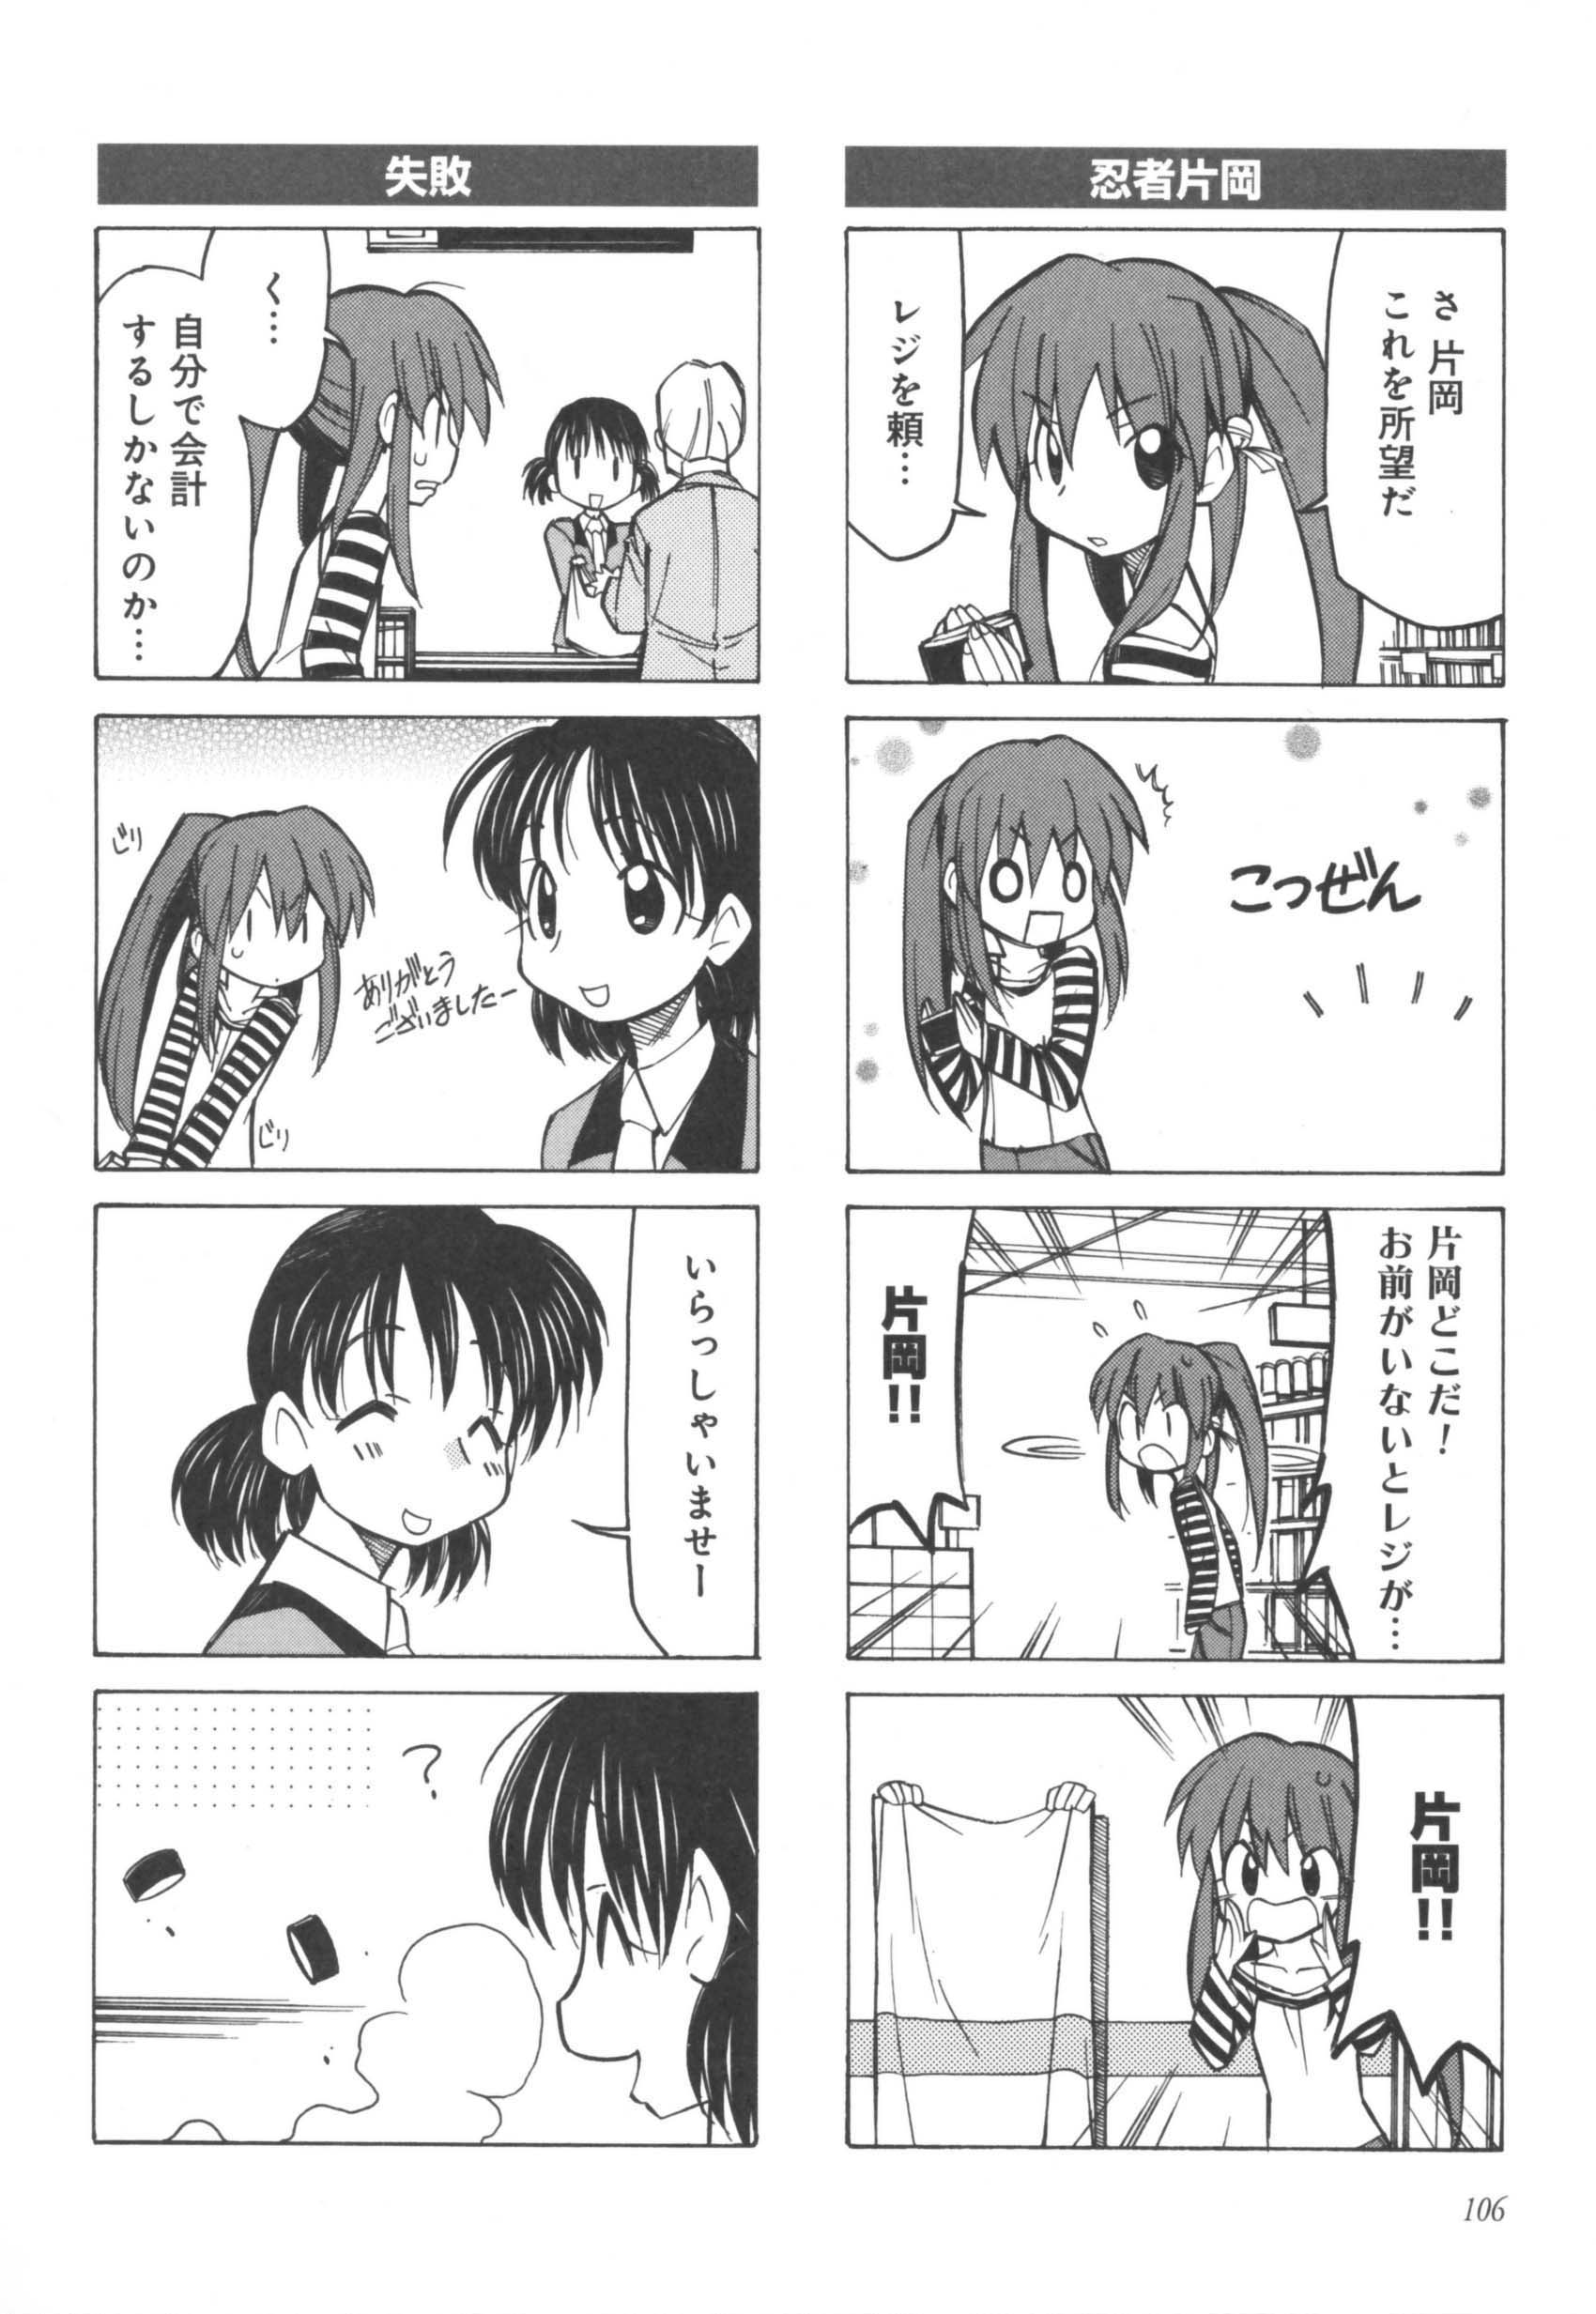 忍者片岡
さ 片岡
これを所望だ
レジを頼…
こつぜん
片岡どこだ！
お前がいないとレジが…
片岡!!
片岡!!
失敗
く…
自分で会計
するしかないのか…
ありがとう
ございましたー
じり
じり
いらっしゃいませー
？
106